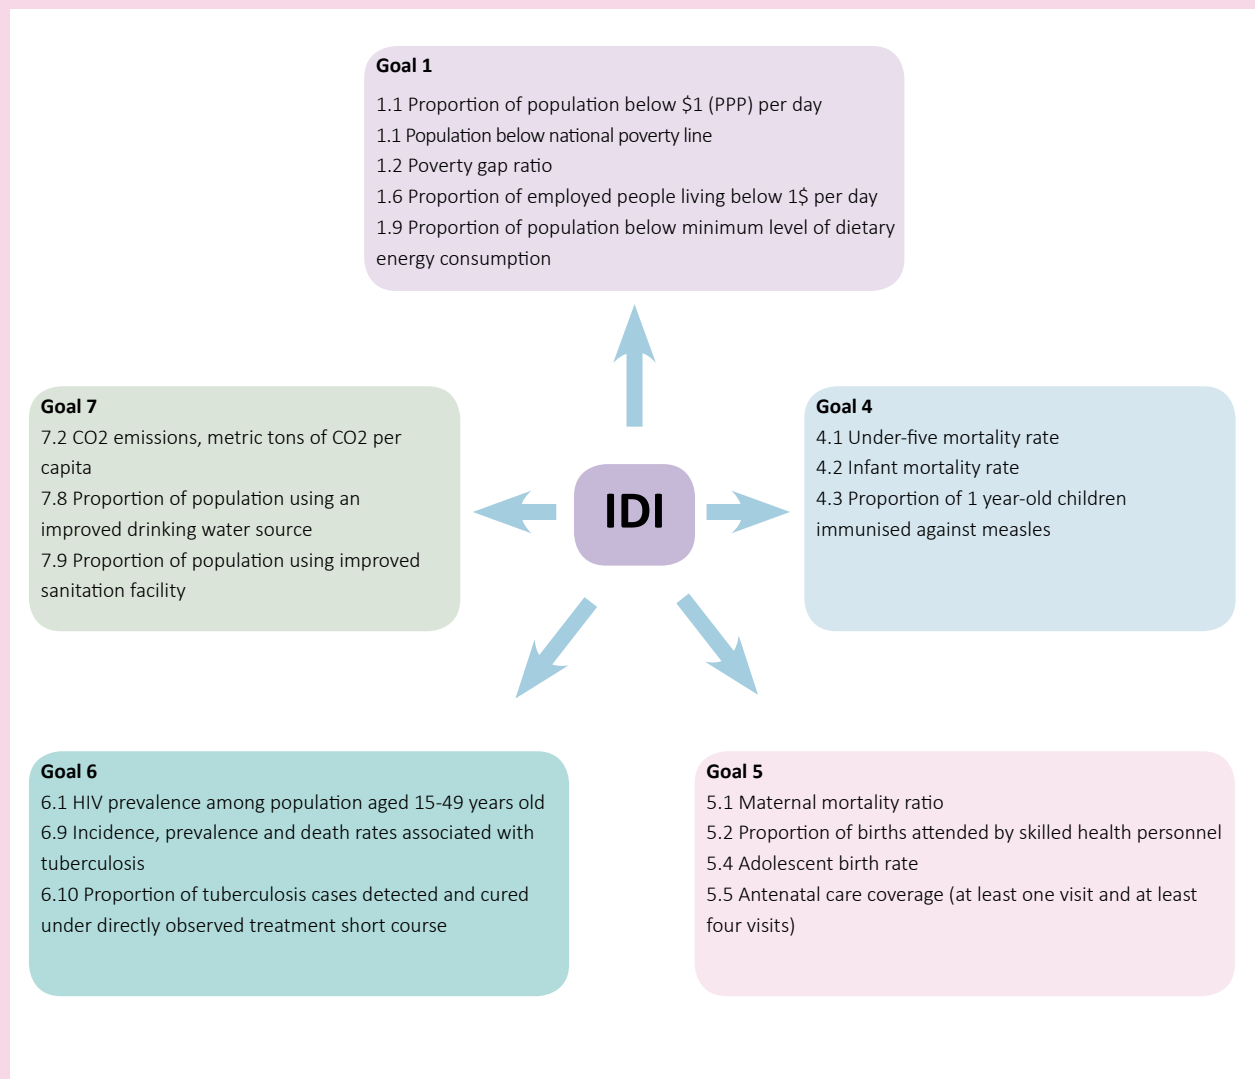 Goal 1
1.1 Proportion of population below $1 (PPP) per day
1.1 Population below national poverty line
1.2 Poverty gap ratio
1.6 Proportion of employed people living below 1$ per day
1.9 Proportion of population below minimum level of dietary
energy consumption
Goal 7
7.2 CO2 emissions, metric tons of CO2 per
capita
7.8 Proportion of population using an
improved drinking water source
7.9 Proportion of population using improved
sanitation facility
IDI
Goal 4
4.1 Under-five mortality rate
4.2 Infant mortality rate
4.3 Proportion of 1 year-old children
immunised against measles
Goal 6
6.1 HIV prevalence among population aged 15-49 years old
6.9 Incidence, prevalence and death rates associated with
tuberculosis
6.10 Proportion of tuberculosis cases detected and cured
under directly observed treatment short course
Goal 5
5.1 Maternal mortality ratio
5.2 Proportion of births attended by skilled health personnel
5.4 Adolescent birth rate
5.5 Antenatal care coverage (at least one visit and at least
four visits)